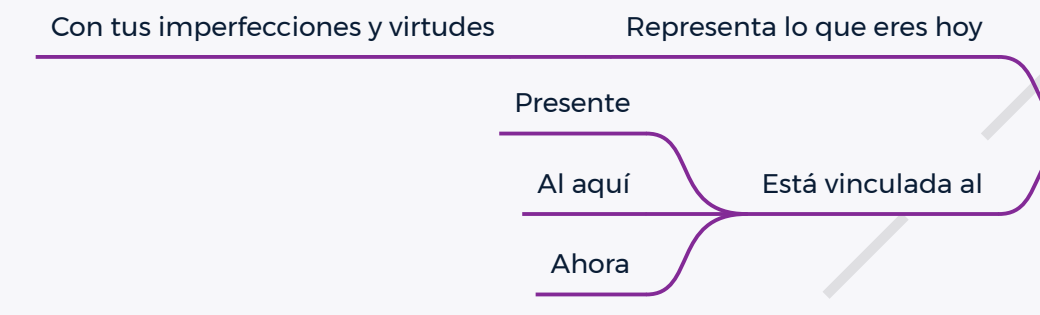 Con tus imperfecciones y virtudes
Representa lo que eres hoy
Presente
Al aquí
Está vinculada al
Ahora